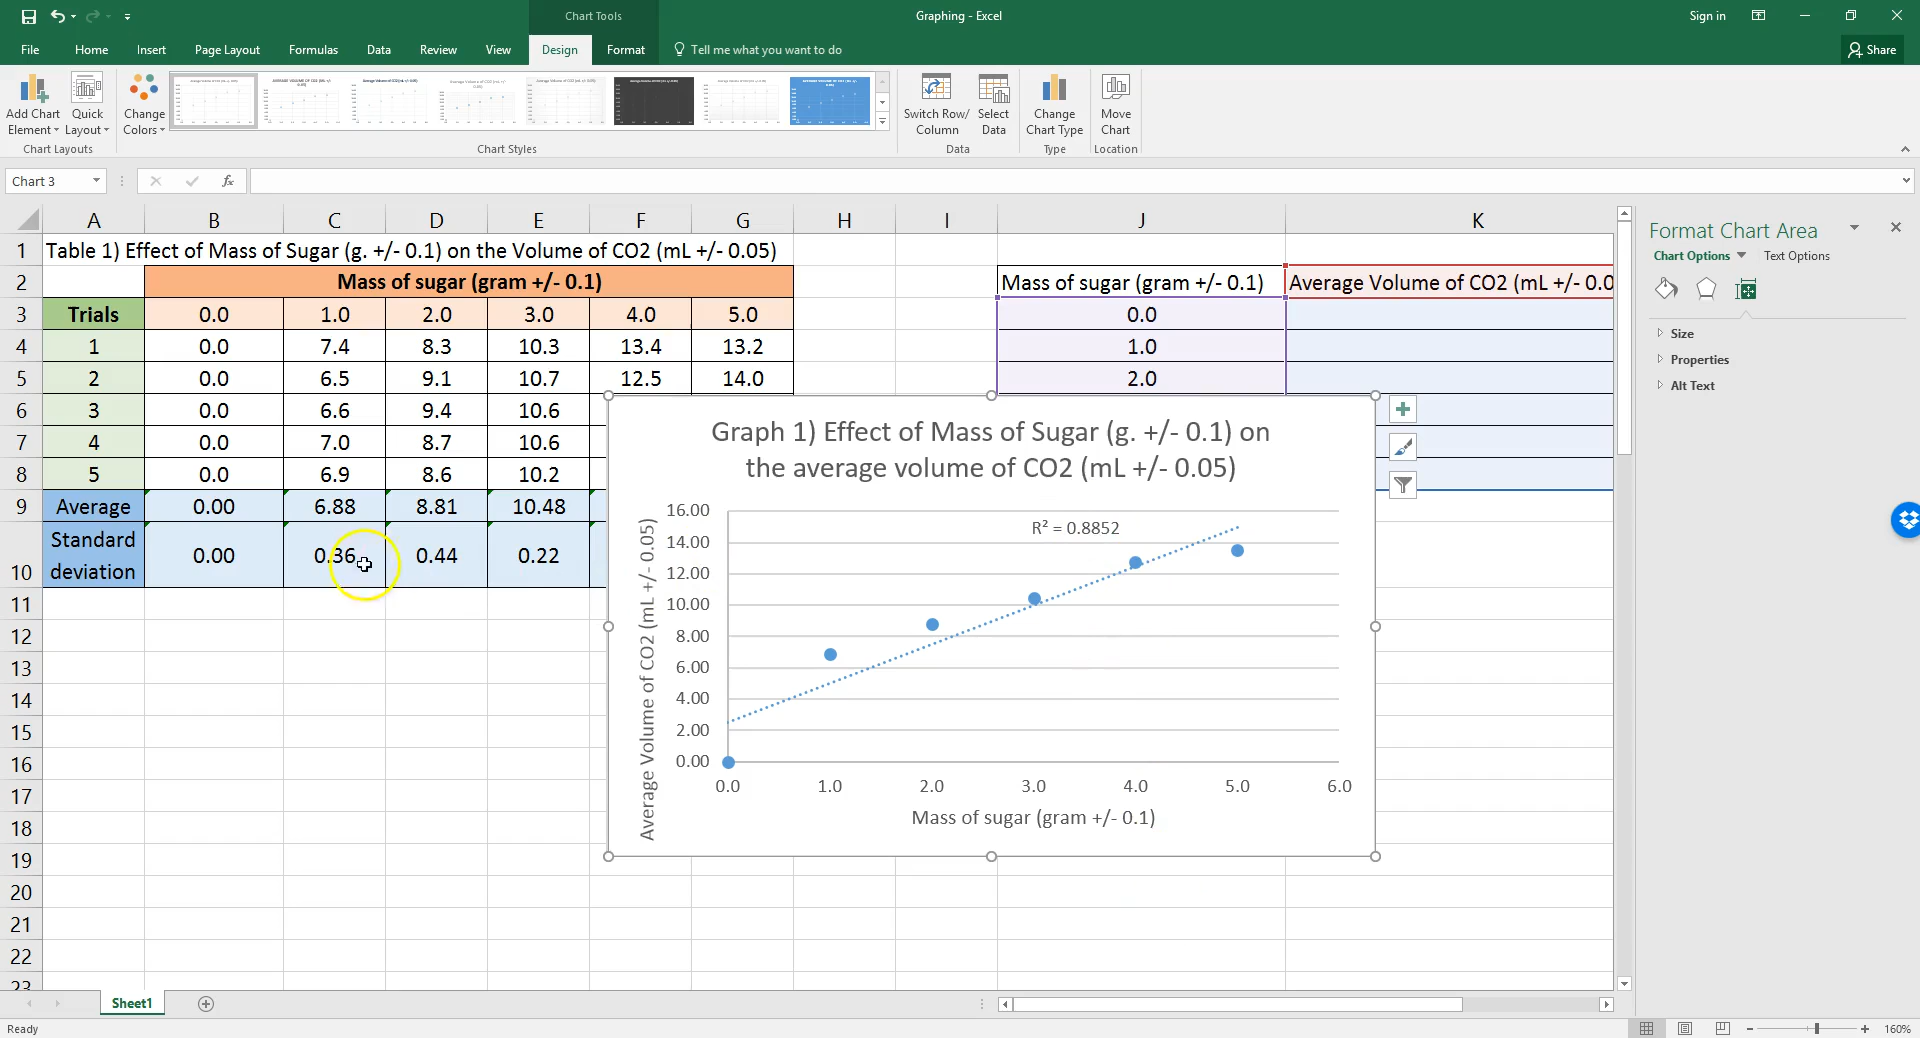 Chart Tools
Graphing - Excel
Sign in
File Home Insert Page Layout Formulas Data Review View Design Format Tell me what you want to do
Share
Add Chart Element
Quick Layout
Change Colors
Switch Row/ Column
Select Data
Change Chart Type
Move Chart
Chart Layouts
Chart Styles
Data
Type
Location
Chart 3
fx
A B C D E F G H I J K
1 Table 1) Effect of Mass of Sugar (g. +/- 0.1) on the Volume of CO2 (mL +/- 0.05)
2 Mass of sugar (gram +/- 0.1) Mass of sugar (gram +/- 0.1) Average Volume of CO2 (mL +/- 0.0
3 Trials 0.0 1.0 2.0 3.0 4.0 5.0 0.0
4 1 0.0 7.4 8.3 10.3 13.4 13.2 1.0
5 2 0.0 6.5 9.1 10.7 12.5 14.0 2.0
6 3 0.0 6.6 9.4 10.6
7 4 0.0 7.0 8.7 10.6
8 5 0.0 6.9 8.6 10.2
9 Average 0.00 6.88 8.81 10.48
Standard
10 deviation 0.00 0.36 0.44 0.22
11
12
13
14
15
16
17
18
19
20
21
22
23
Graph 1) Effect of Mass of Sugar (g. +/- 0.1) on
the average volume of CO2 (mL +/- 0.05)
Average Volume of CO2 (mL +/- 0.05)
16.00
14.00
12.00
10.00
8.00
6.00
4.00
2.00
0.00
R² = 0.8852
0.0 1.0 2.0 3.0 4.0 5.0 6.0
Mass of sugar (gram +/- 0.1)
Format Chart Area
Chart Options Text Options
Size
Properties
Alt Text
Sheet1
Ready
160%